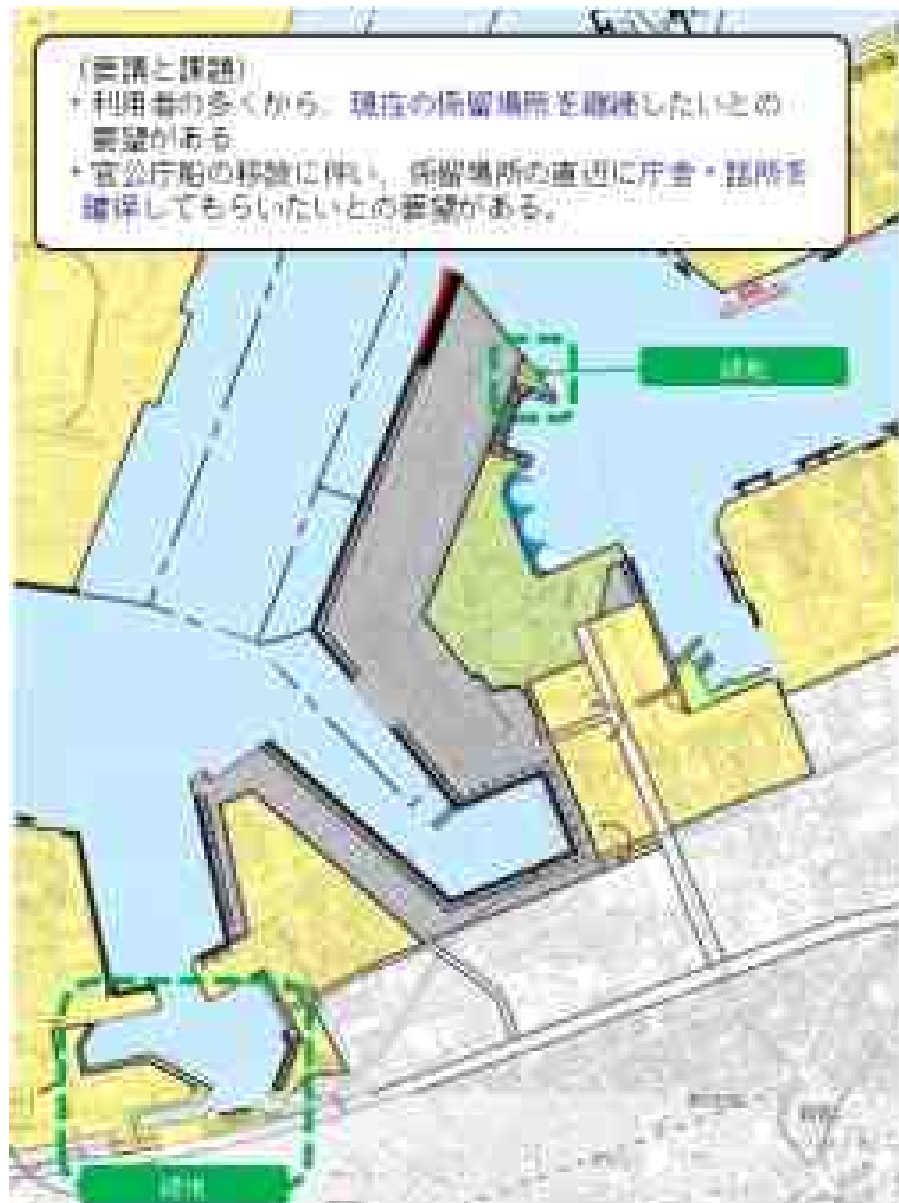 (要請と課題)
・利用者の多くから、現在の係留場所を継続したいとの
要望がある
・官公庁船の移設に伴い、係留場所の直近に庁舎・詰所を
確保してもらいたいとの要望がある。